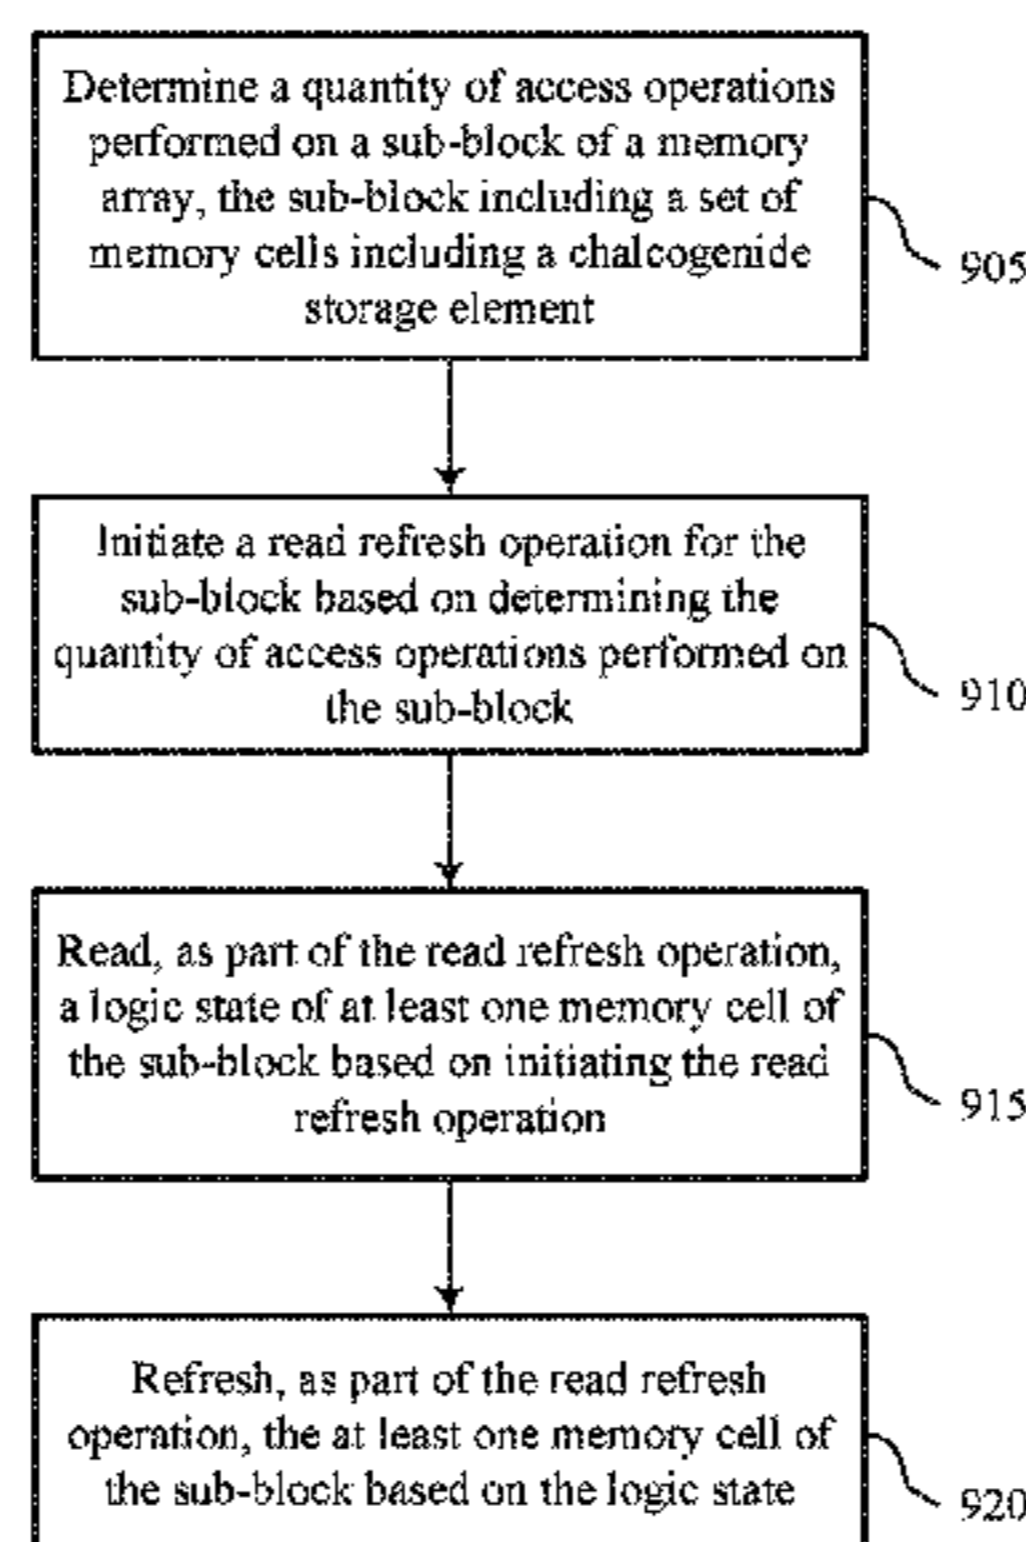 Determine a quantity of access operations
performed on a sub-block of a memory
array, the sub-block including a set of
memory cells including a chalcogenide
storage element
905
Initiate a read refresh operation for the
sub-block based on determining the
quantity of access operations performed on
the sub-block
910
Read, as part of the read refresh operation,
a logic state of at least one memory cell of
the sub-block based on initiating the read
refresh operation
915
Refresh, as part of the read refresh
operation, the at least one memory cell of
the sub-block based on the logic state
920